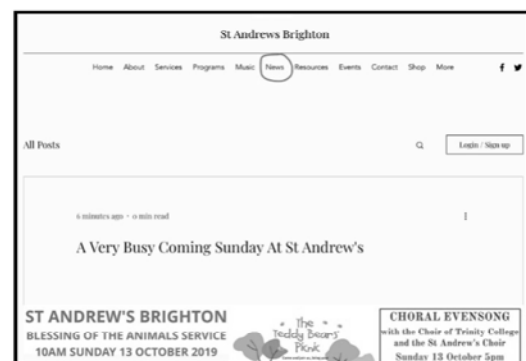 St Andrews Brighton
Home About Services Programs Music News Resources Events Contact Shop More
All Posts
Login / Sign up
6 minutes ago · 0 min read
A Very Busy Coming Sunday At St Andrew's
ST ANDREW'S BRIGHTON
BLESSING OF THE ANIMALS SERVICE
10AM SUNDAY 13 OCTOBER 2019
The
Teddy Bears'
Picnic
CHORAL EVENSONG
with the Choir of Trinity College
and the St Andrew's Choir
Sunday 13 October 5pm